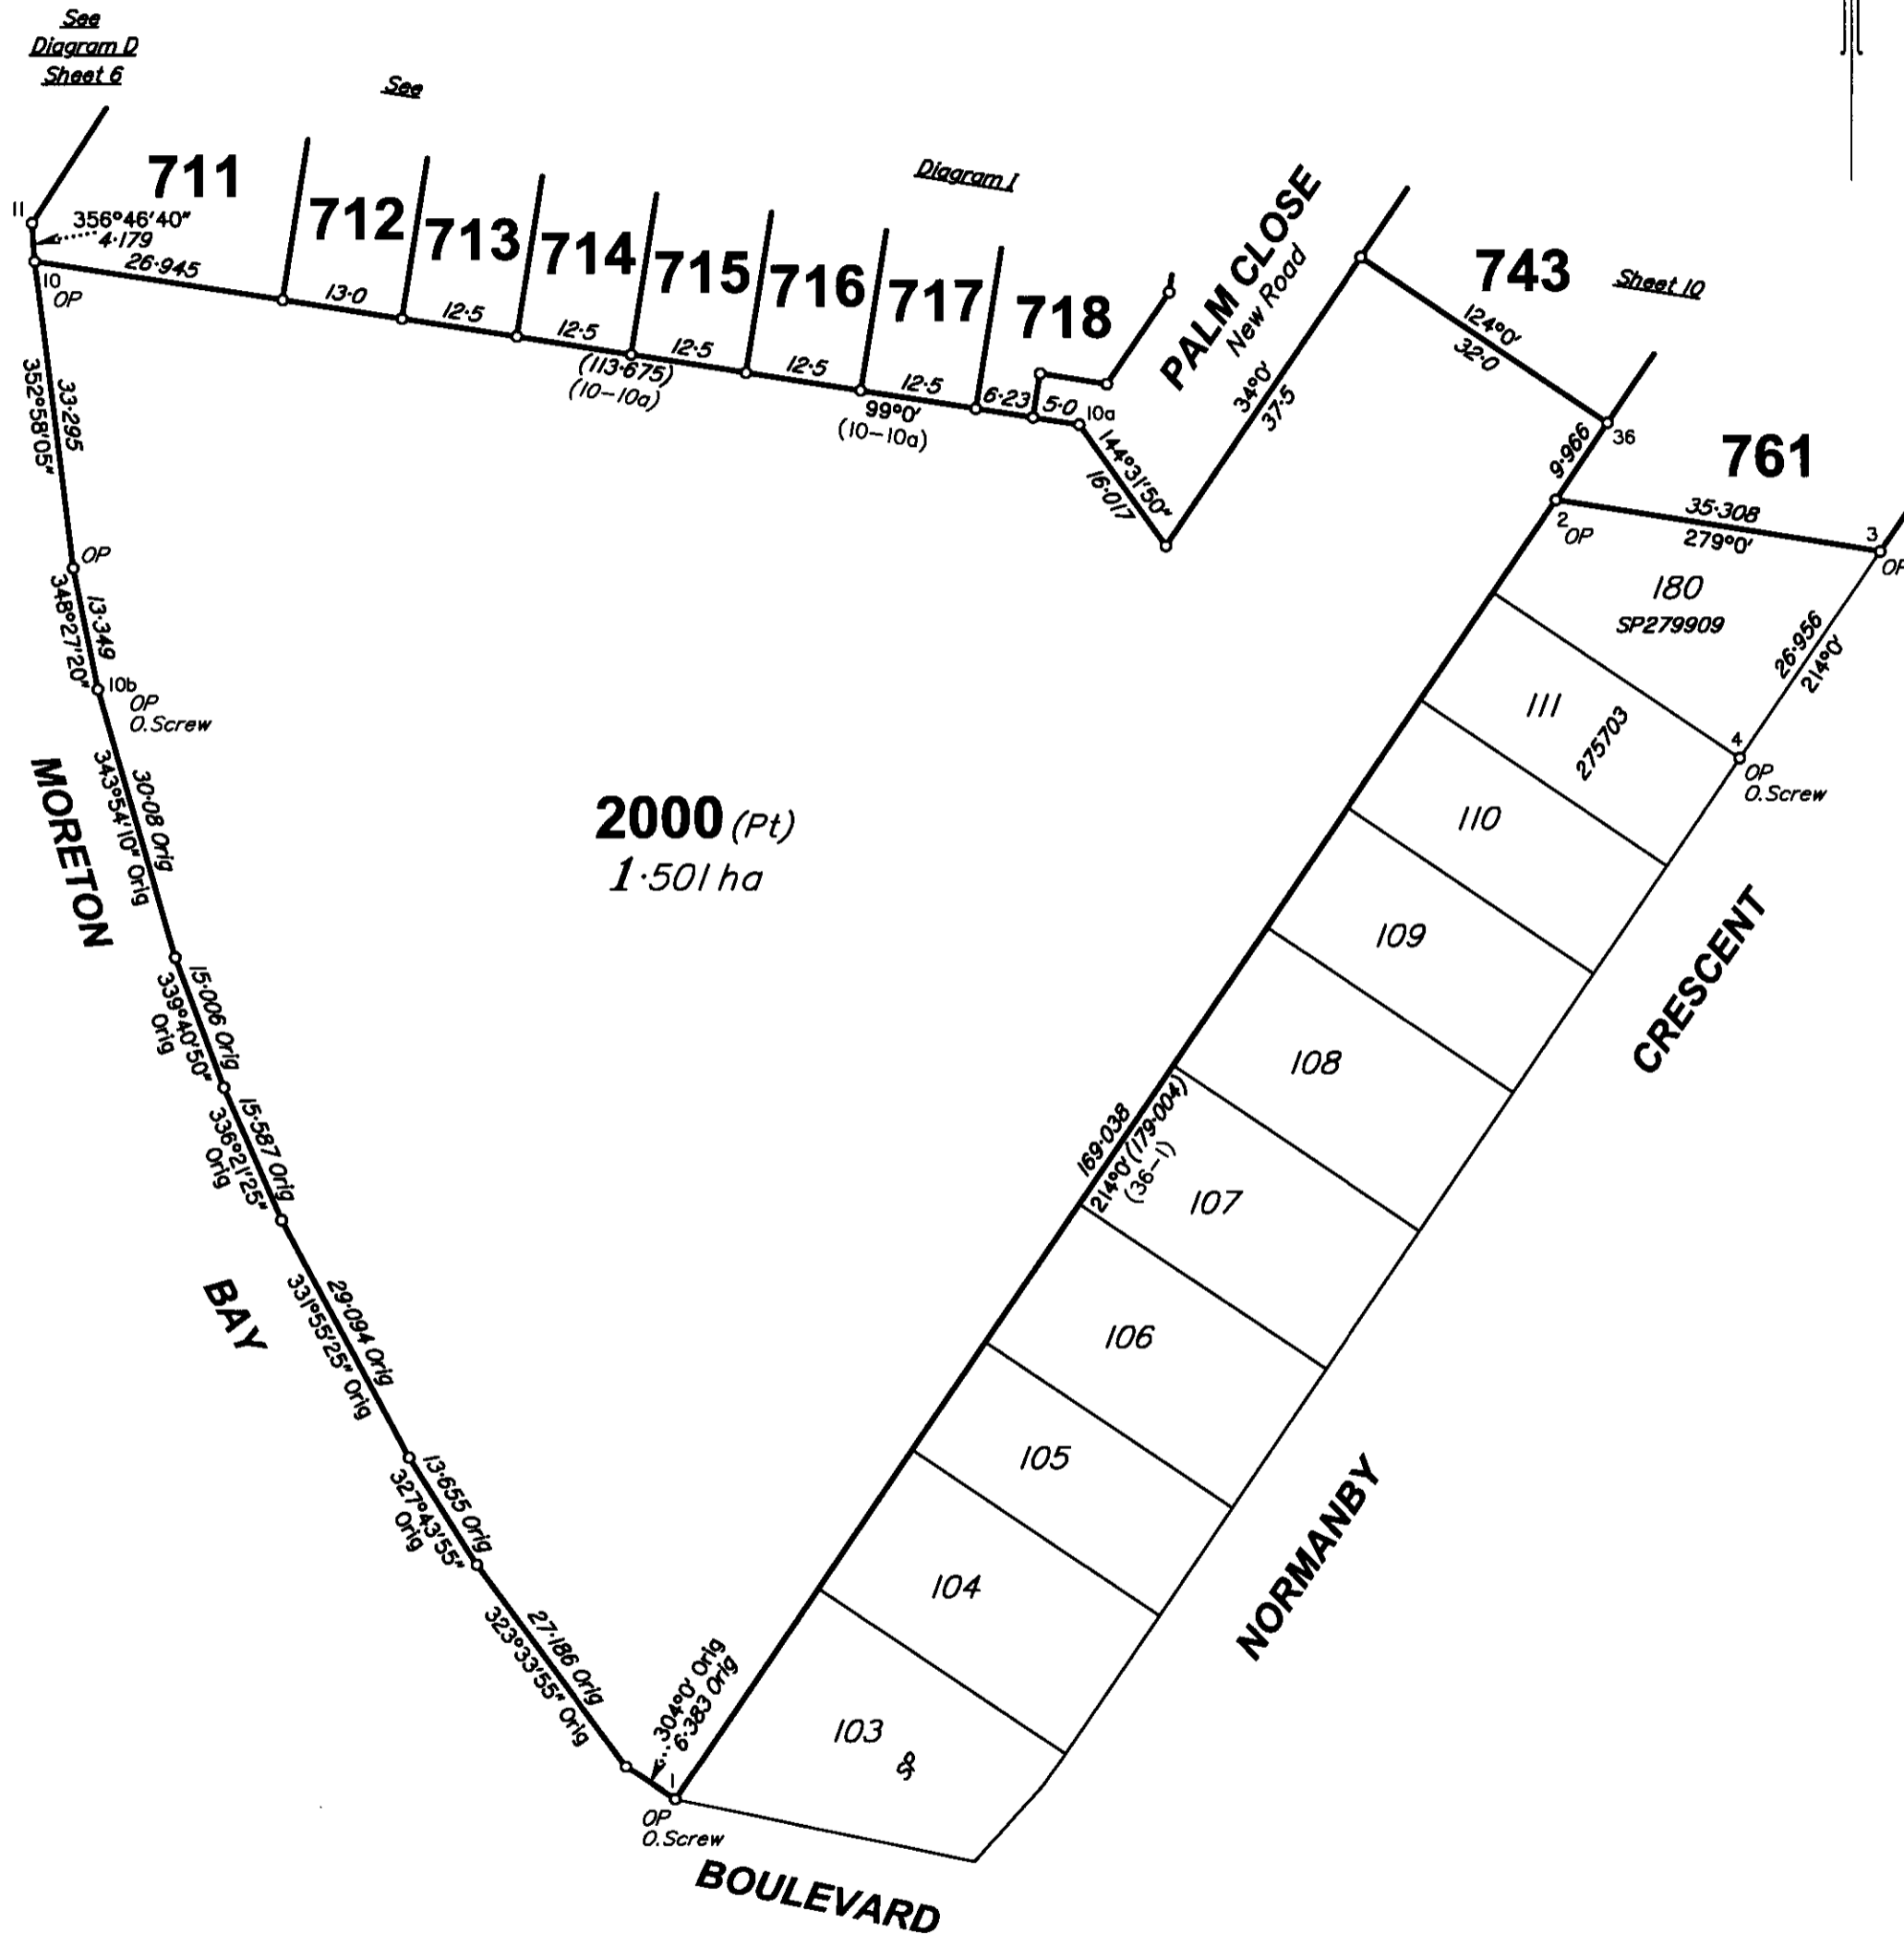 See
Diagram D
Sheet 6
See
Diagram I
Sheet 10
711
712
713
714
715
716
717
718
743
761
PALM CLOSE
New Road
11
356°46'40"
4·179
26·945
10
OP
13·0
12·5
12·5
(113·675)
(10-10a)
12·5
12·5
12·5
99°0'
(10-10a)
6·23
5·0
10a
144°31'50"
16·017
34°0'
37·5
124°0'
32·0
36
9·966
2
OP
35·308
279°0'
3
OP
26·956
214°0'
4
OP
O.Screw
180
SP279909
111
275703
110
109
108
107
106
105
104
103
SP
169·038
214°0' (179·004)
(36-1)
33·295
352°58'05"
OP
13·349
348°27'20"
10b
OP
O.Screw
30·08 Orig
343°54'10" Orig
15·006 Orig
339°40'50"
Orig
15·587 Orig
336°21'25"
Orig
29·094 Orig
331°55'25" Orig
13·655 Orig
327°43'55"
Orig
27·186 Orig
323°33'55" Orig
304°0' Orig
6·383 Orig
1
OP
O.Screw
2000 (Pt)
1·501 ha
MORETON
BAY
BOULEVARD
NORMANBY
CRESCENT